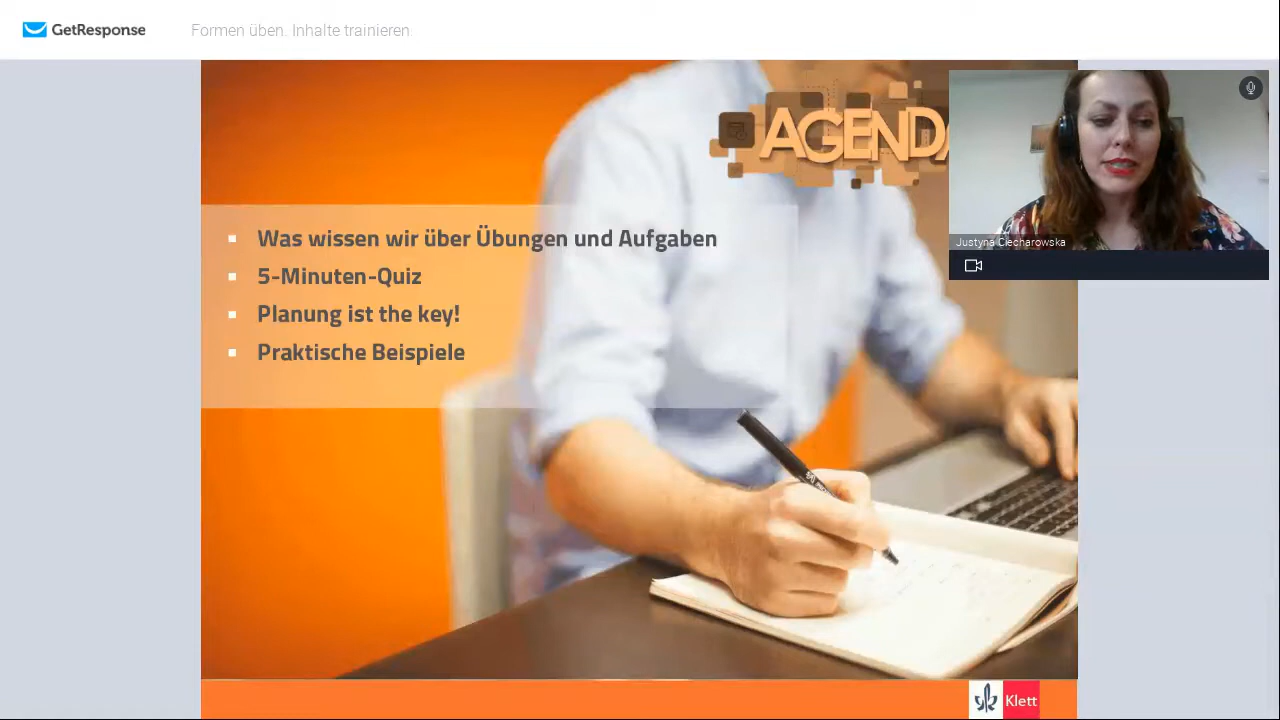 GetResponse
Formen üben. Inhalte trainieren.
AGENDA
Justyna Ciecharowska
Was wissen wir über Übungen und Aufgaben
5-Minuten-Quiz
Planung ist the key!
Praktische Beispiele
Klett